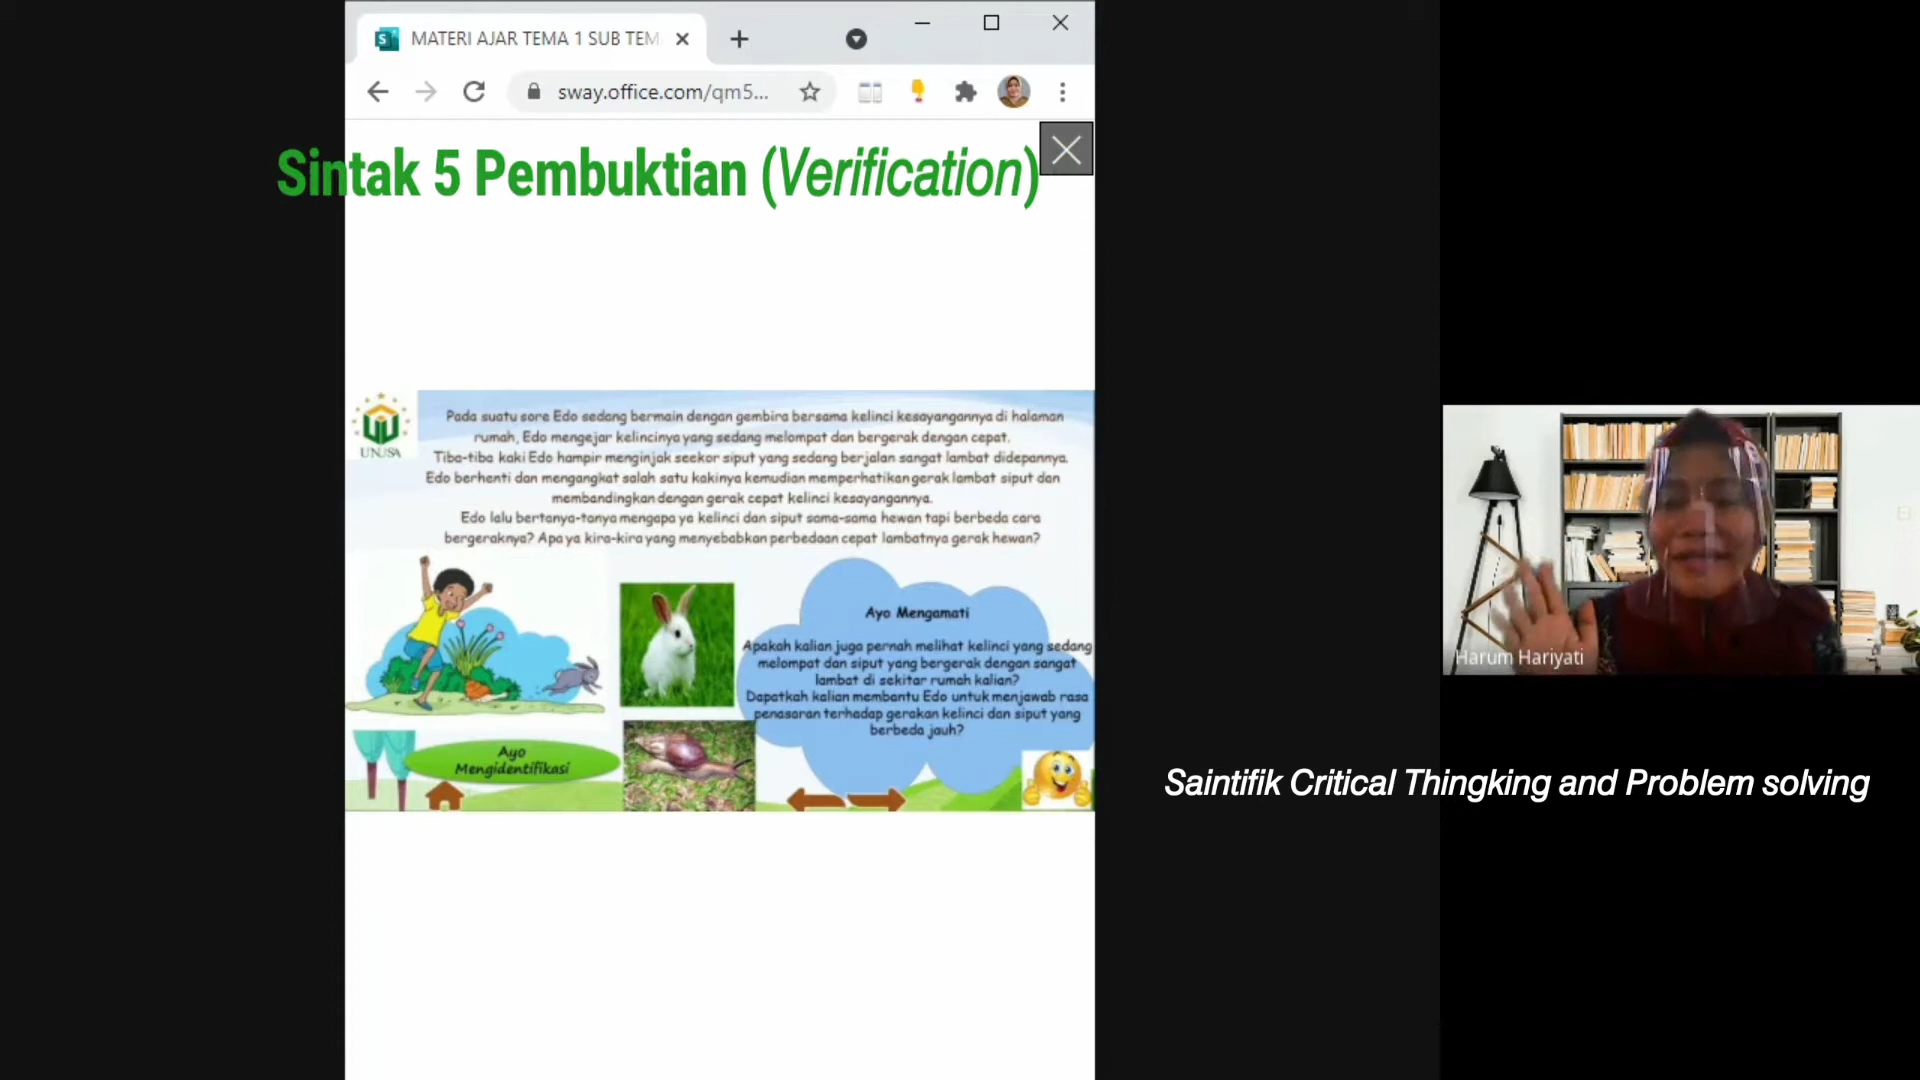 MATERI AJAR TEMA 1 SUB TEM
sway.office.com/qm5...
Sintak 5 Pembuktian (Verification)
UNUSA
Pada suatu sore Edo sedang bermain dengan gembira bersama kelinci kesayangannya di halaman
rumah, Edo mengejar kelincinya yang sedang melompat dan bergerak dengan cepat.
Tiba-tiba kaki Edo hampir menginjak seekor siput yang sedang berjalan sangat lambat didepannya.
Edo berhenti dan mengangkat salah satu kakinya kemudian memperhatikan gerak lambat siput dan
membandingkan dengan gerak cepat kelinci kesayangannya.
Edo lalu bertanya-tanya mengapa ya kelinci dan siput sama-sama hewan tapi berbeda cara
bergeraknya? Apa ya kira-kira yang menyebabkan perbedaan cepat lambatnya gerak hewan?
Ayo Mengamati
Apakah kalian juga pernah melihat kelinci yang sedang
melompat dan siput yang bergerak dengan sangat
lambat di sekitar rumah kalian?
Dapatkah kalian membantu Edo untuk menjawab rasa
penasaran terhadap gerakan kelinci dan siput yang
berbeda jauh?
Ayo
Mengidentifikasi
Harum Hariyati
Saintifik Critical Thingking and Problem solving